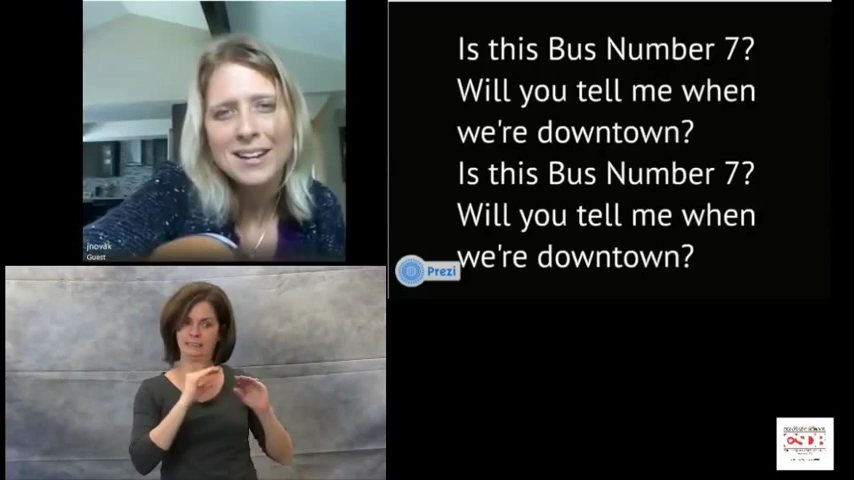 Is this Bus Number 7?
Will you tell me when
we're downtown?
Is this Bus Number 7?
Will you tell me when
we're downtown?
Prezi
jnovak
Guest